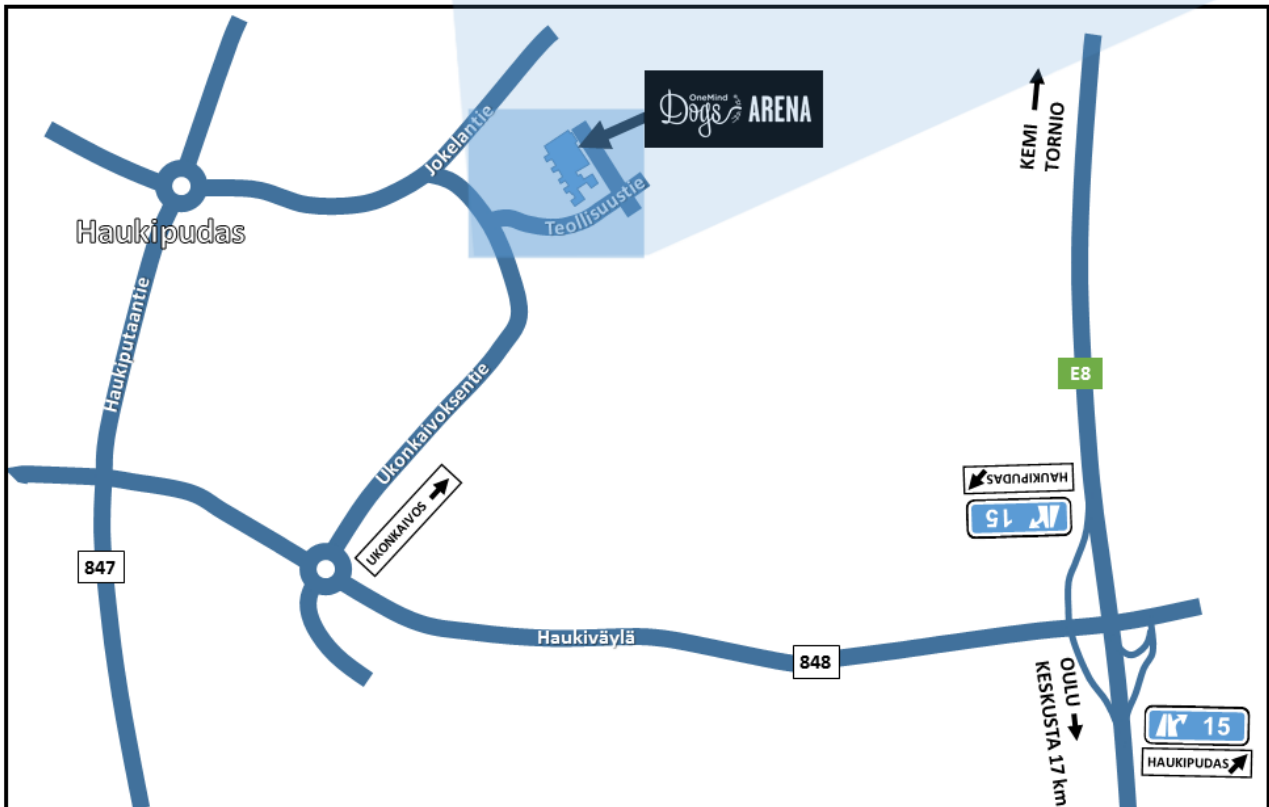 OneMind
Dogs ARENA
Jokelantie
KEMI
TORNIO
Teollisuustie
Haukipudas
Haukiputaantie
Ukonkaivoksentie
E8
HAUKIPUDAS
15
UKONKAIVOS
847
Haukiväylä
848
OULU
KESKUSTA 17 km
15
HAUKIPUDAS